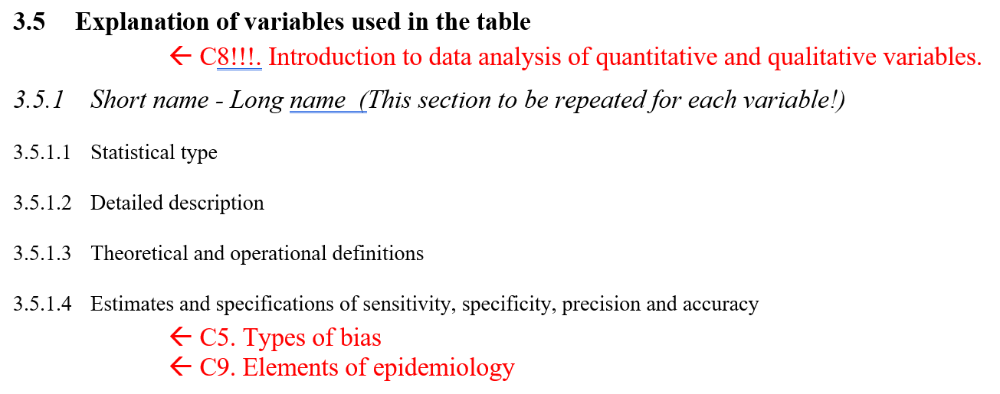 3.5 Explanation of variables used in the table
← C8!!!. Introduction to data analysis of quantitative and qualitative variables.
3.5.1 Short name - Long name (This section to be repeated for each variable!)
3.5.1.1 Statistical type
3.5.1.2 Detailed description
3.5.1.3 Theoretical and operational definitions
3.5.1.4 Estimates and specifications of sensitivity, specificity, precision and accuracy
← C5. Types of bias
← C9. Elements of epidemiology